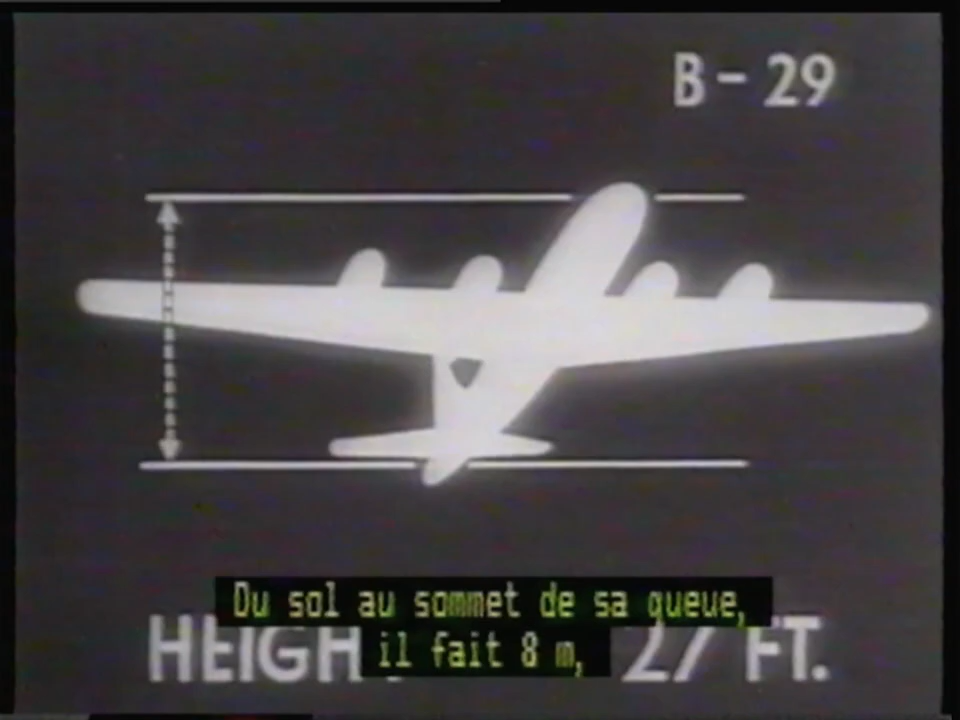 B-29
Du sol au sommet de sa queue,
il fait 8 m,
HEIGH 27 FT.